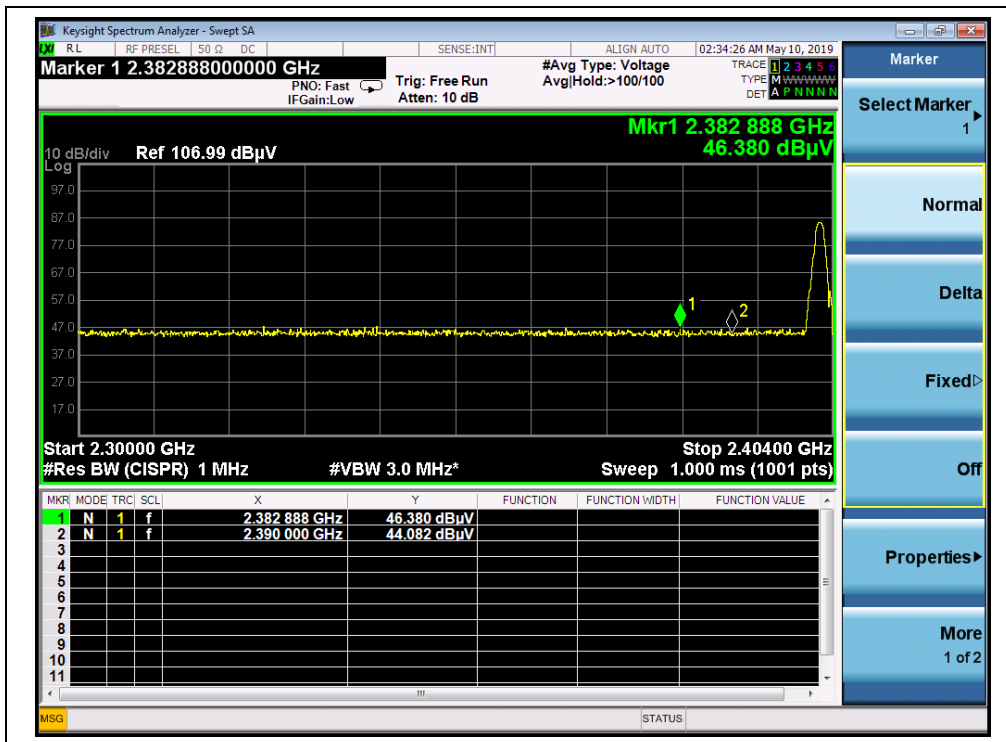 Keysight Spectrum Analyzer - Swept SA
LXI RL RF PRESEL 50 Ω DC SENSE:INT ALIGN AUTO 02:34:26 AM May 10, 2019
Marker 1 2.382888000000 GHz
PNO: Fast
IFGain:Low
Trig: Free Run
Atten: 10 dB
#Avg Type: Voltage
Avg|Hold:>100/100
TRACE 1 2 3 4 5 6
TYPE M WWWWW
DET A P N N N N
Mkr1 2.382 888 GHz
46.380 dBµV
10 dB/div Ref 106.99 dBµV
Log
97.0
87.0
77.0
67.0
57.0
47.0
37.0
27.0
17.0
1
2
Start 2.30000 GHz Stop 2.40400 GHz
#Res BW (CISPR) 1 MHz #VBW 3.0 MHz* Sweep 1.000 ms (1001 pts)
MKR MODE TRC SCL X Y FUNCTION FUNCTION WIDTH FUNCTION VALUE
1 N 1 f 2.382 888 GHz 46.380 dBµV
2 N 1 f 2.390 000 GHz 44.082 dBµV
3
4
5
6
7
8
9
10
11
MSG STATUS
Marker
Select Marker
1
Normal
Delta
Fixed
Off
Properties
More
1 of 2